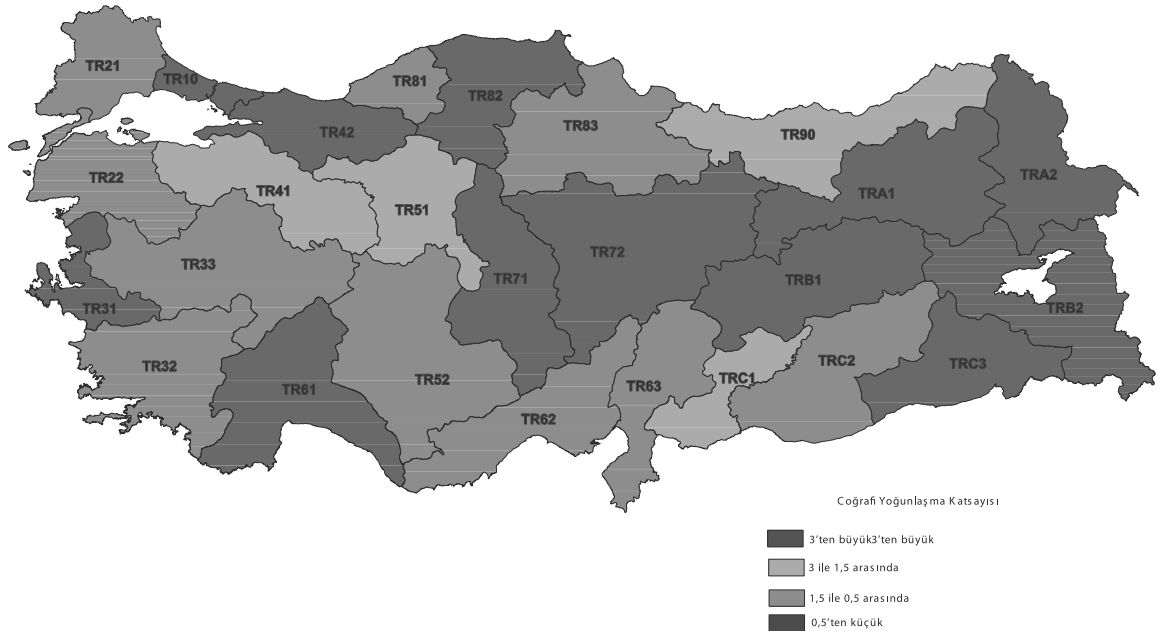 TR21
TR10
TR81
TR82
TR42
TR83
TR90
TRA1
TRA2
TR22
TR41
TR51
TR33
TR71
TR72
TRB1
TRB2
TR31
TR32
TR61
TR52
TR62
TR63
TRC1
TRC2
TRC3
Coğrafi Yoğunlaşma Katsayısı
3'ten büyük3'ten büyük
3 ile 1,5 arasında
1,5 ile 0,5 arasında
0,5'ten küçük